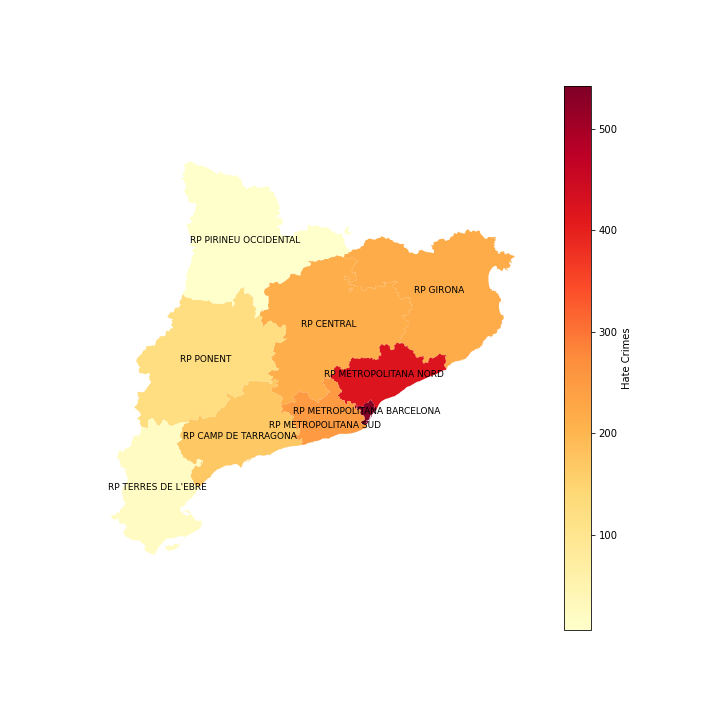 RP PIRINEU OCCIDENTAL
RP GIRONA
RP CENTRAL
RP PONENT
RP METROPOLITANA NORD
RP METROPOLITANA BARCELONA
RP METROPOLITANA SUD
RP CAMP DE TARRAGONA
RP TERRES DE L'EBRE
500
400
300
200
100
Hate Crimes